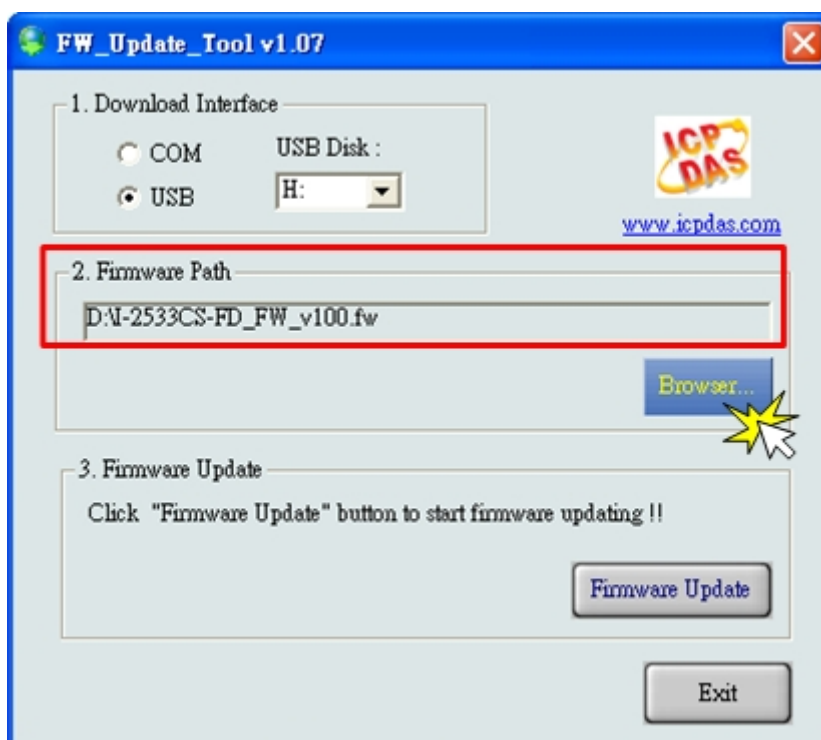 FW_Update_Tool v1.07
1. Download Interface
COM
USB Disk :
USB
H:
ICP
DAS
www.icpdas.com
2. Firmware Path
D:\I-2533CS-FD_FW_v100.fw
Browser...
3. Firmware Update
Click "Firmware Update" button to start firmware updating !!
Firmware Update
Exit